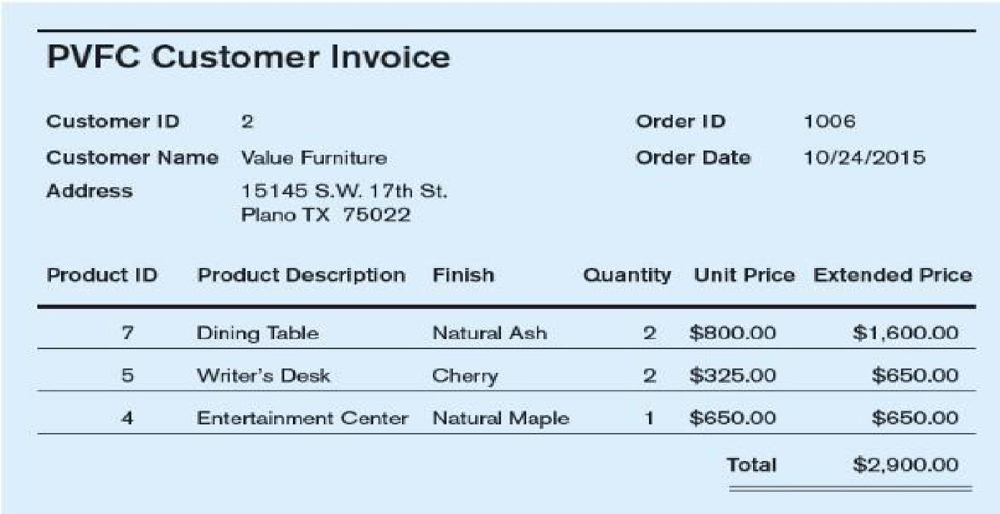 PVFC Customer Invoice
Customer ID 2 Order ID 1006
Customer Name Value Furniture Order Date 10/24/2015
Address 15145 S.W. 17th St.
Plano TX 75022
Product ID Product Description Finish Quantity Unit Price Extended Price
7 Dining Table Natural Ash 2 $800.00 $1,600.00
5 Writer's Desk Cherry 2 $325.00 $650.00
4 Entertainment Center Natural Maple 1 $650.00 $650.00
Total $2,900.00